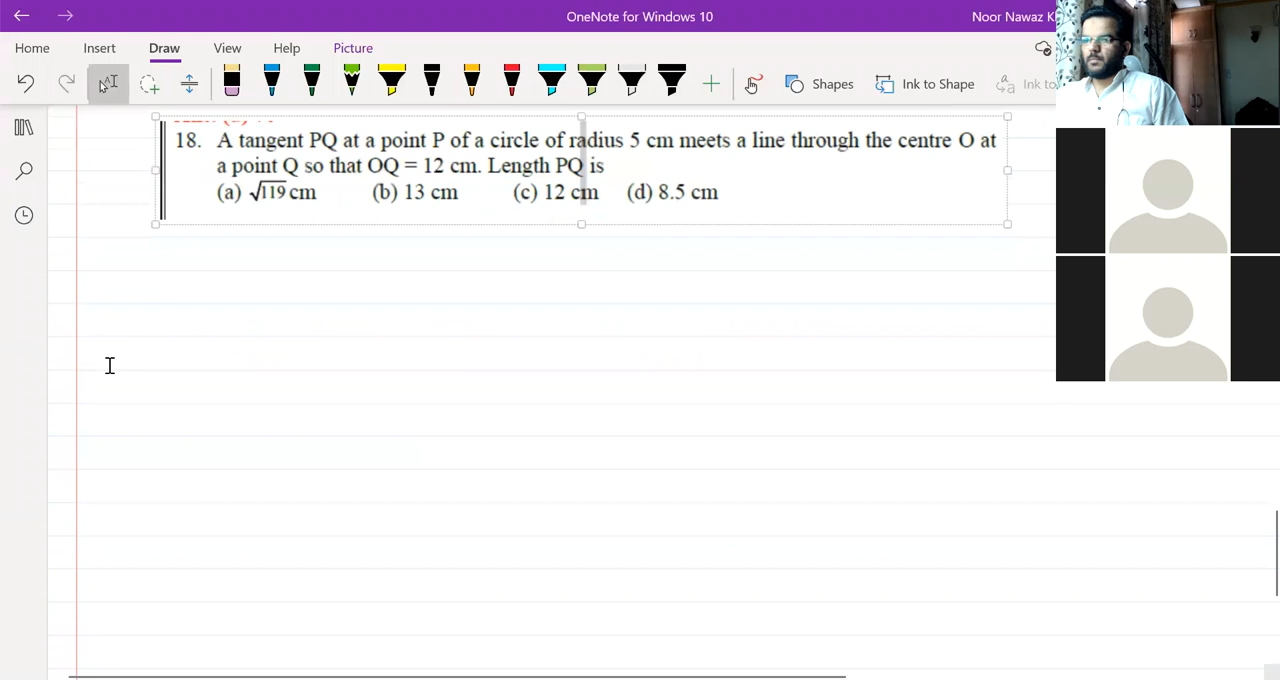 OneNote for Windows 10
Noor Nawaz K
Home Insert Draw View Help Picture
Shapes Ink to Shape Ink to
18. A tangent PQ at a point P of a circle of radius 5 cm meets a line through the centre O at
a point Q so that OQ = 12 cm. Length PQ is
(a) √119 cm (b) 13 cm (c) 12 cm (d) 8.5 cm